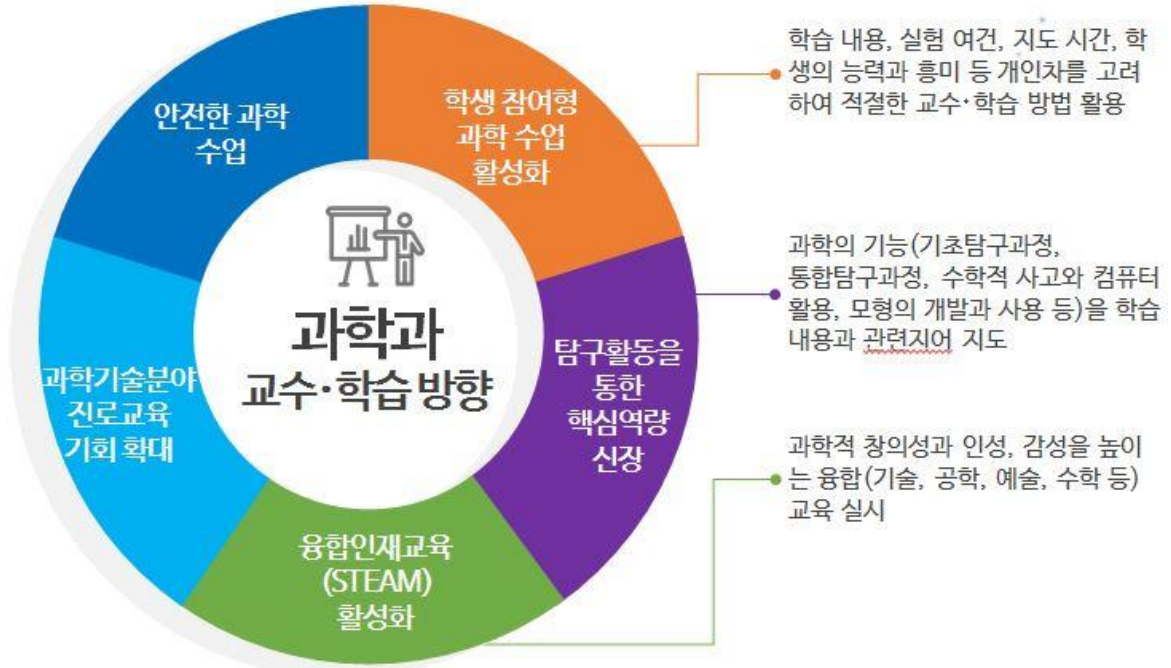 안전한 과학
수업
학생 참여형
과학 수업
활성화
학습 내용, 실험 여건, 지도 시간, 학
생의 능력과 흥미 등 개인차를 고려
하여 적절한 교수·학습 방법 활용
과학의 기능(기초탐구과정,
통합탐구과정, 수학적 사고와 컴퓨터
활용, 모형의 개발과 사용 등)을 학습
내용과 관련지어 지도
과학과
교수·학습 방향
탐구활동을
통한
핵심역량
신장
과학기술분야
진로교육
기회 확대
과학적 창의성과 인성, 감성을 높이
는 융합(기술, 공학, 예술, 수학 등)
교육 실시
융합인재교육
(STEAM)
활성화